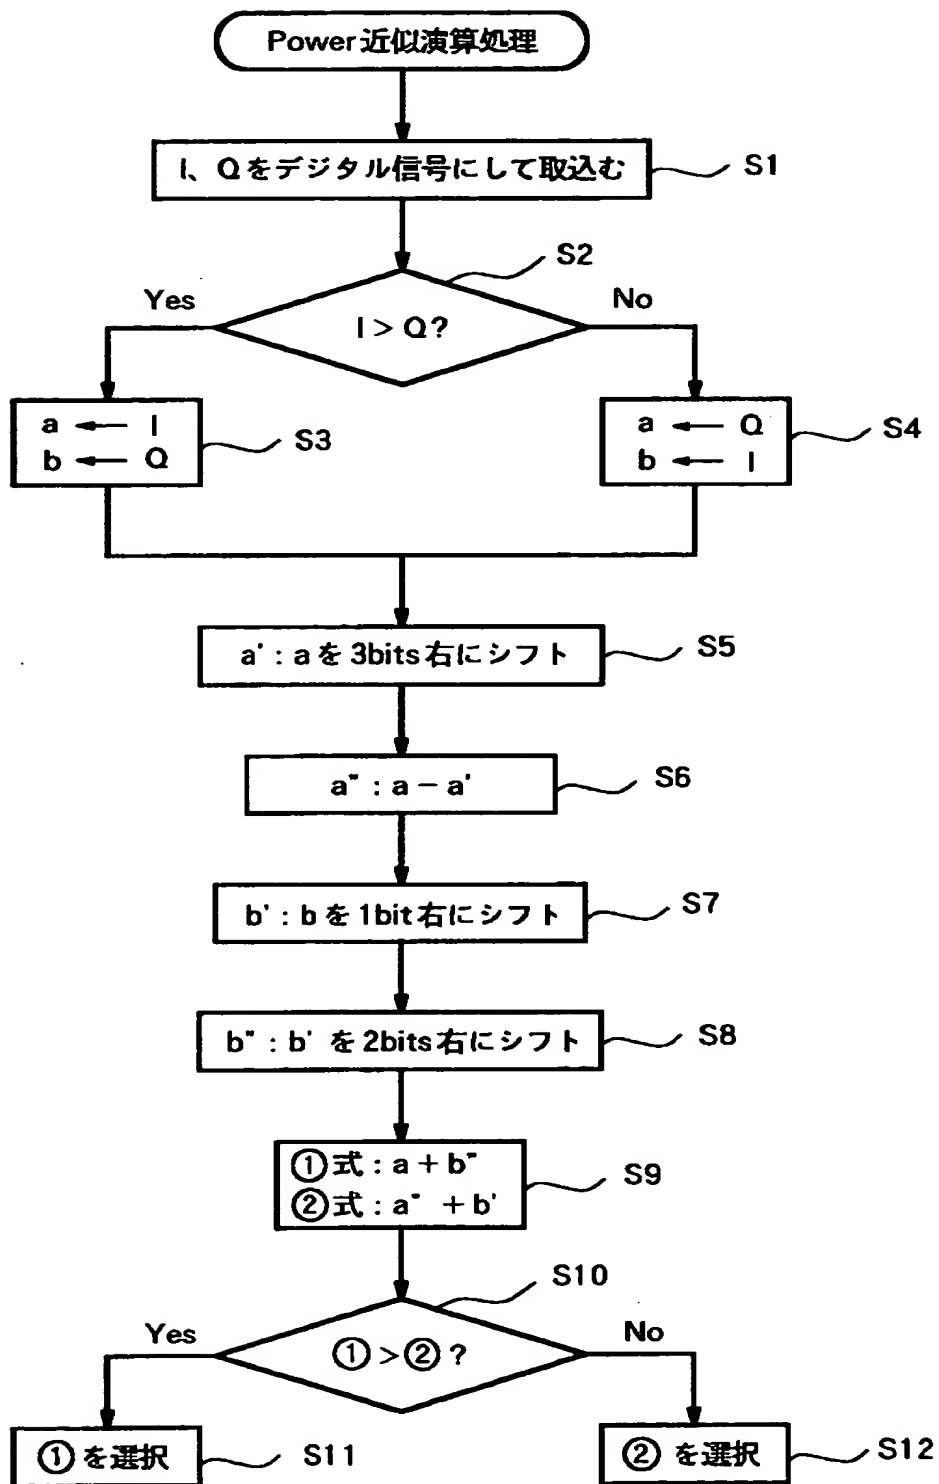 Power近似演算処理
I、Qをデジタル信号にして取込む
S1
S2
Yes
No
I > Q?
a ← I
b ← Q
S3
a ← Q
b ← I
S4
a' : aを3bits右にシフト
S5
a" : a − a'
S6
b' : bを1bit右にシフト
S7
b" : b'を2bits右にシフト
S8
①式 : a + b"
②式 : a" + b'
S9
S10
Yes
No
① > ② ?
①を選択
S11
②を選択
S12